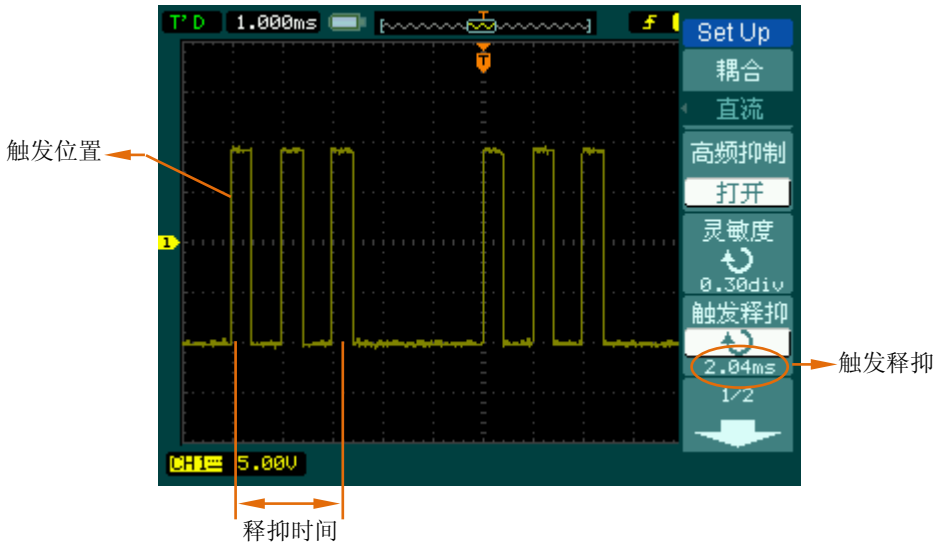 T'D 1.000ms T
Set Up
T
耦合
直流
高频抑制
打开
灵敏度
0.30div
触发释抑
2.04ms
1/2
触发位置
1
触发释抑
CH1 5.00V
释抑时间